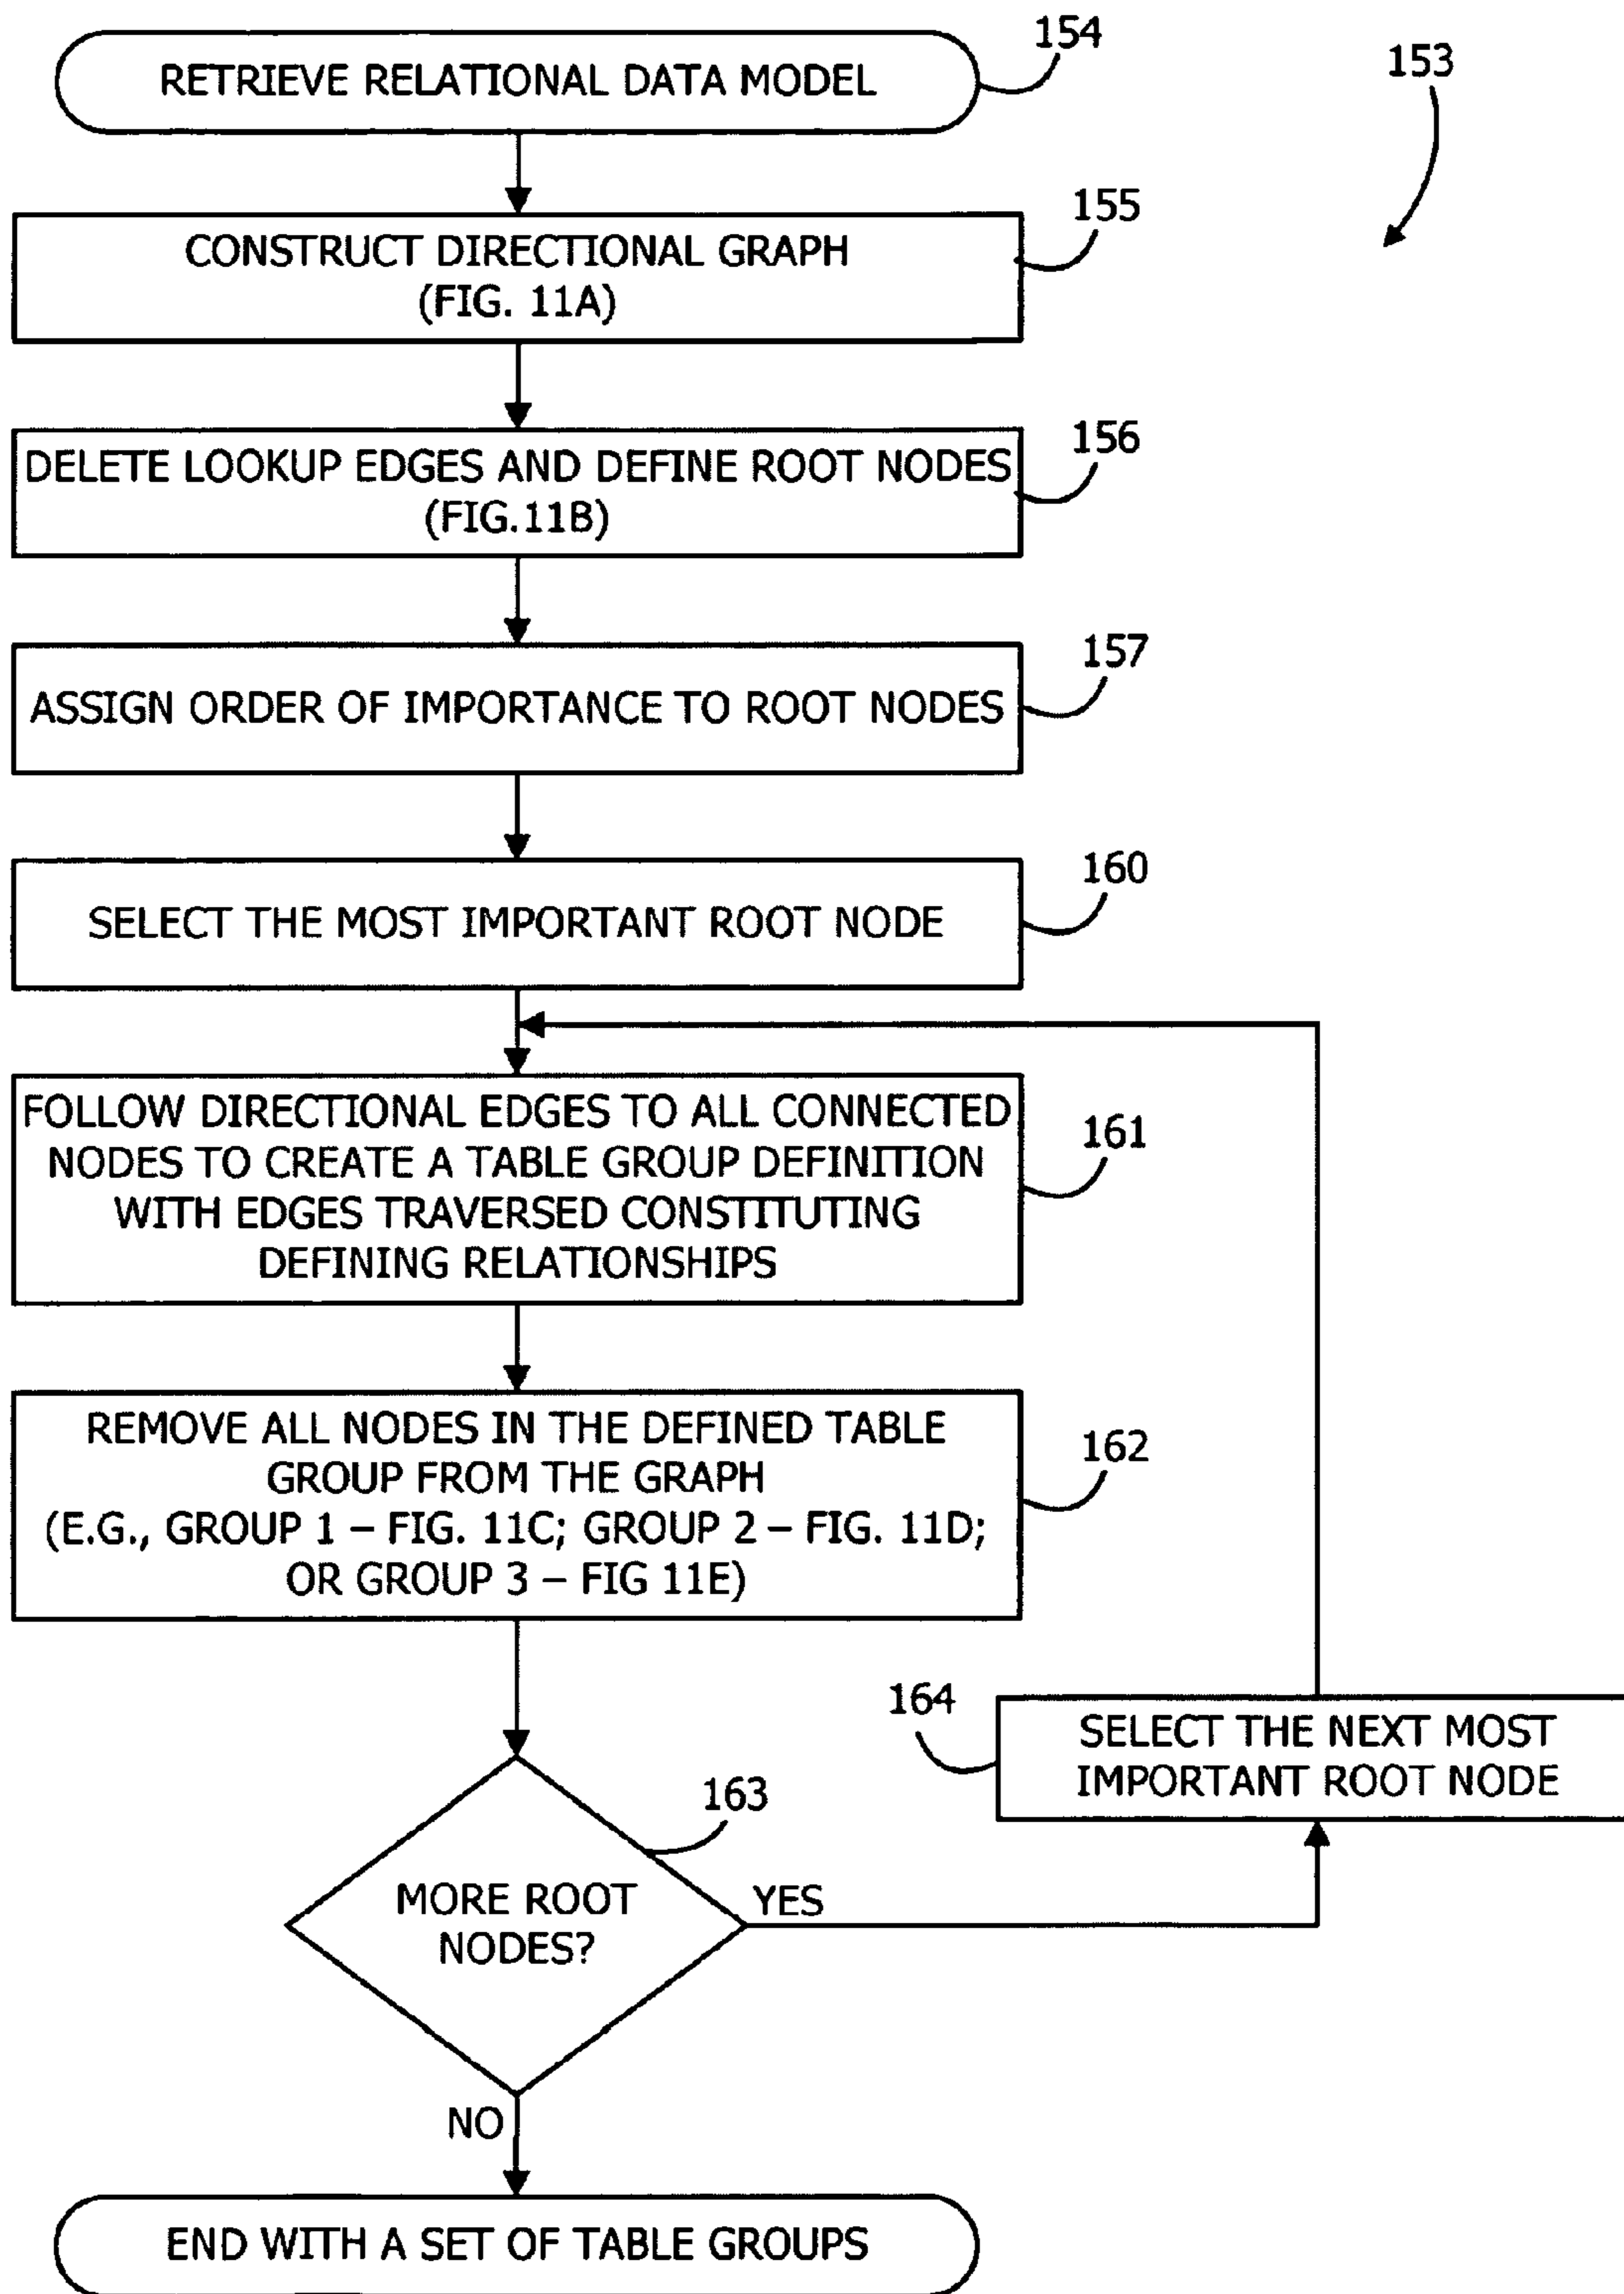 154
RETRIEVE RELATIONAL DATA MODEL
153
155
CONSTRUCT DIRECTIONAL GRAPH
(FIG. 11A)
156
DELETE LOOKUP EDGES AND DEFINE ROOT NODES
(FIG.11B)
157
ASSIGN ORDER OF IMPORTANCE TO ROOT NODES
160
SELECT THE MOST IMPORTANT ROOT NODE
FOLLOW DIRECTIONAL EDGES TO ALL CONNECTED
NODES TO CREATE A TABLE GROUP DEFINITION
WITH EDGES TRAVERSED CONSTITUTING
DEFINING RELATIONSHIPS
161
REMOVE ALL NODES IN THE DEFINED TABLE
GROUP FROM THE GRAPH
(E.G., GROUP 1 – FIG. 11C; GROUP 2 – FIG. 11D;
OR GROUP 3 – FIG 11E)
162
164
SELECT THE NEXT MOST
IMPORTANT ROOT NODE
163
MORE ROOT
NODES?
YES
NO
END WITH A SET OF TABLE GROUPS